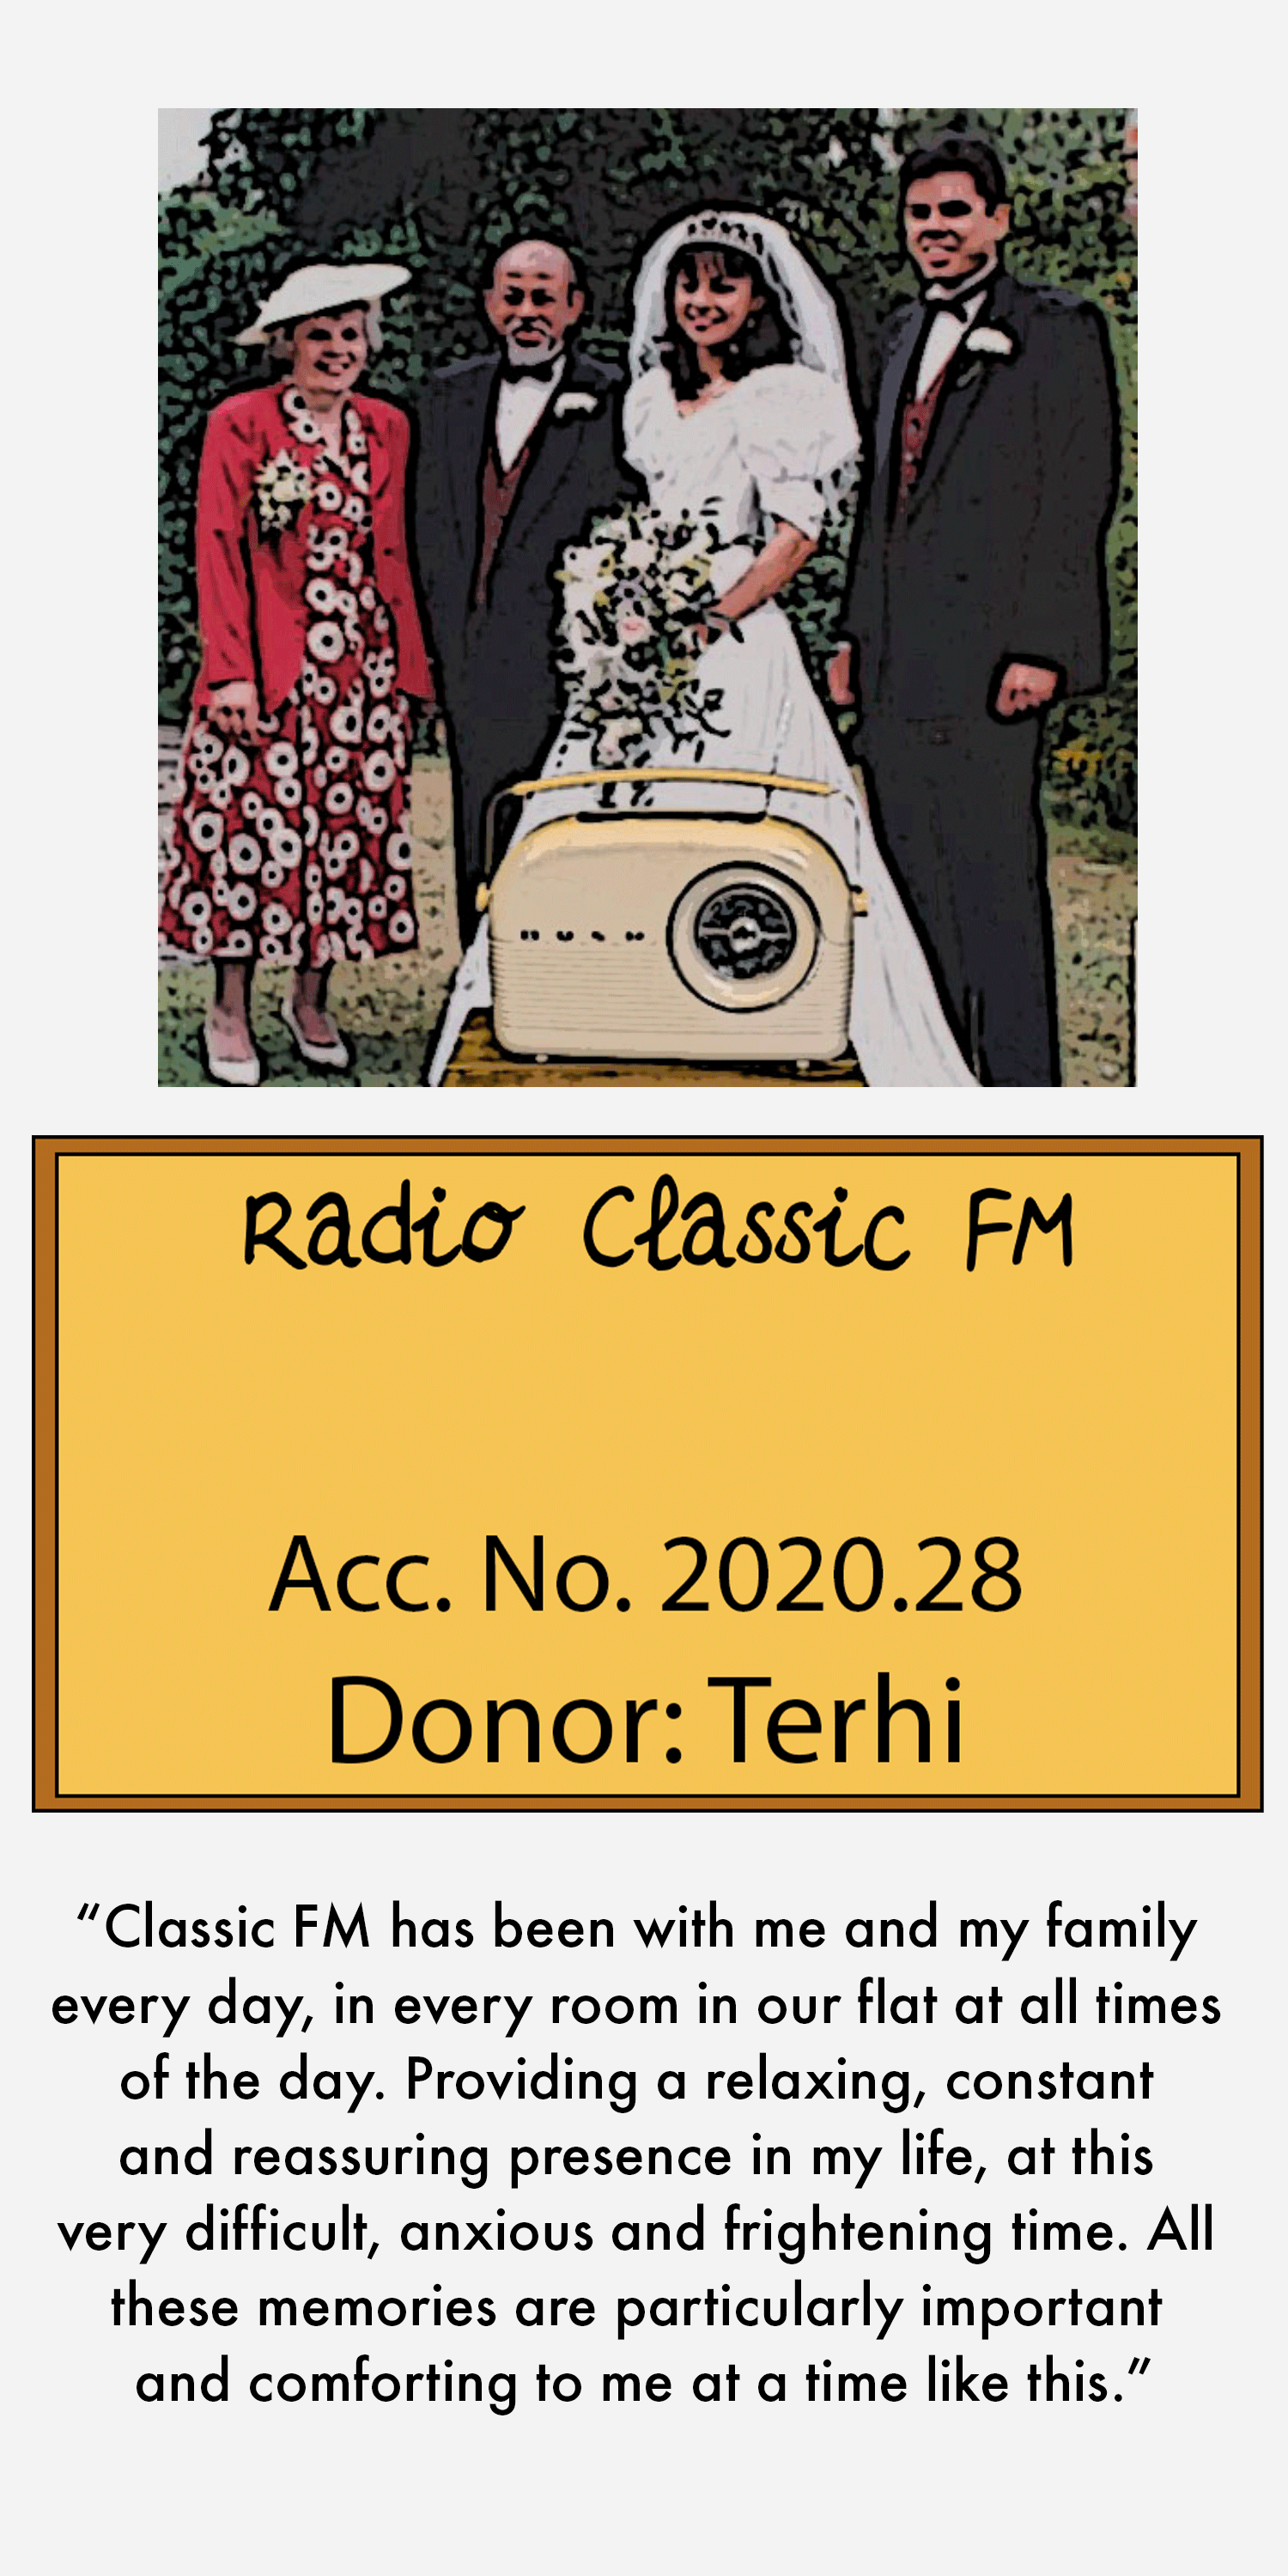 BUSH
Radio Classic FM
Acc. No. 2020.28
Donor: Terhi
“Classic FM has been with me and my family
every day, in every room in our flat at all times
of the day. Providing a relaxing, constant
and reassuring presence in my life, at this
very difficult, anxious and frightening time. All
these memories are particularly important
and comforting to me at a time like this.”